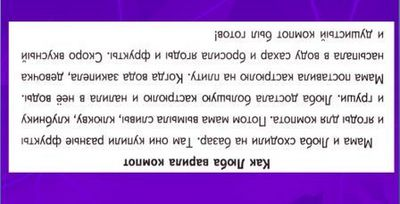 Как Люба варила компот
Мама и Люба сходили на базар. Там они купили разные фрукты
и ягоды для компота. Потом мама вымыла сливы, клюкву, клубнику
и груши. Люба достала большую кастрюлю и налила в неё воды.
Мама поставила кастрюлю на плиту. Когда вода закипела, девочка
насыпала в воду сахар и бросила ягоды и фрукты. Скоро вкусный
и душистый компот был готов!